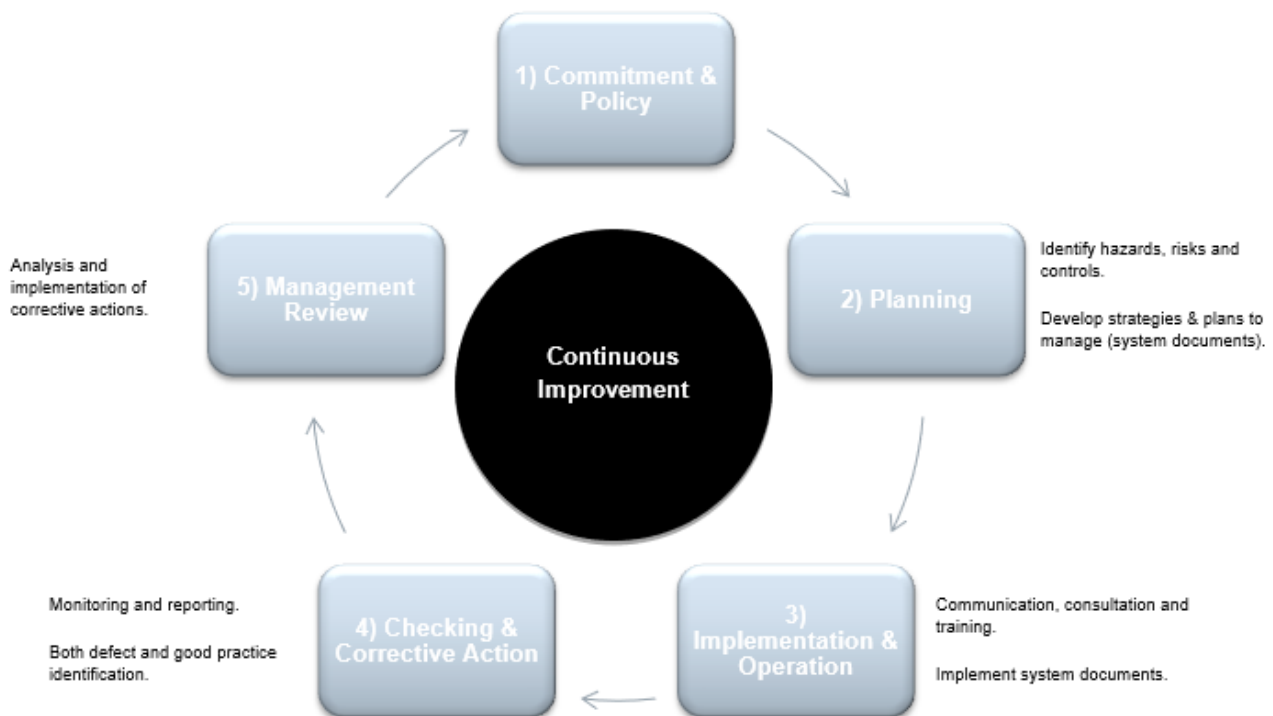 1) Commitment &
Policy
2) Planning
Identify hazards, risks and
controls.
Develop strategies & plans to
manage (system documents).
3)
Implementation &
Operation
Communication, consultation and
training.
Implement system documents.
4) Checking &
Corrective Action
Monitoring and reporting.
Both defect and good practice
identification.
5) Management
Review
Analysis and
implementation of
corrective actions.
Continuous
Improvement